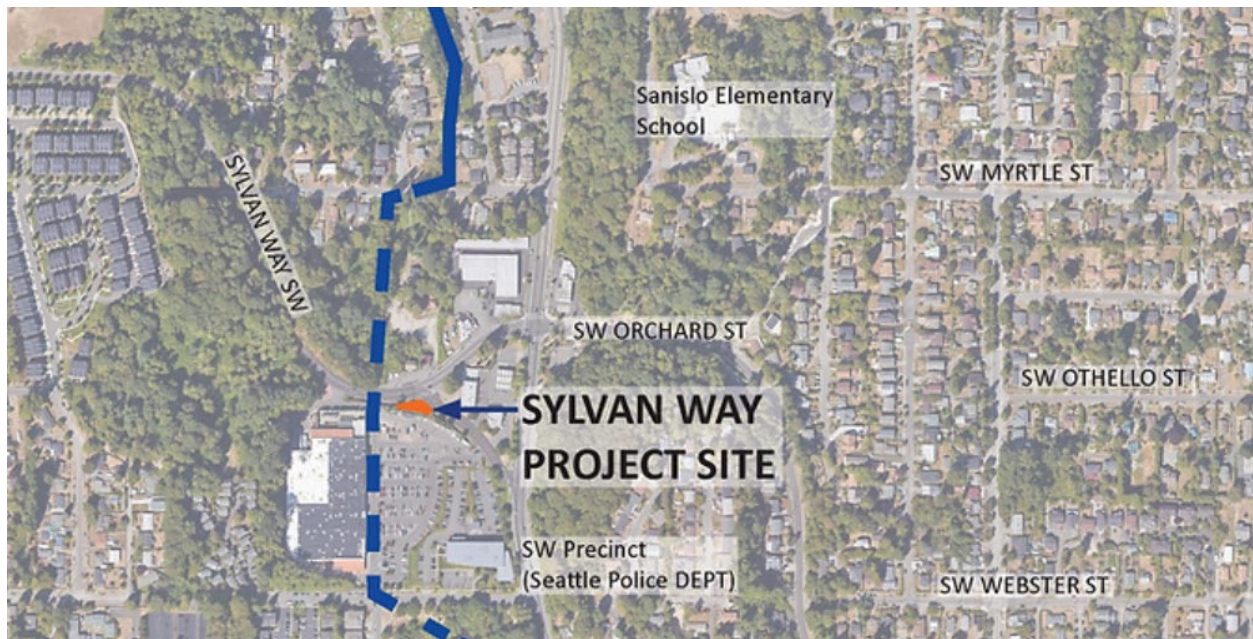 Sanislo Elementary
School
SW MYRTLE ST
SYLVAN WAY SW
SW ORCHARD ST
SW OTHELLO ST
SYLVAN WAY
PROJECT SITE
SW Precinct
(Seattle Police DEPT)
SW WEBSTER ST